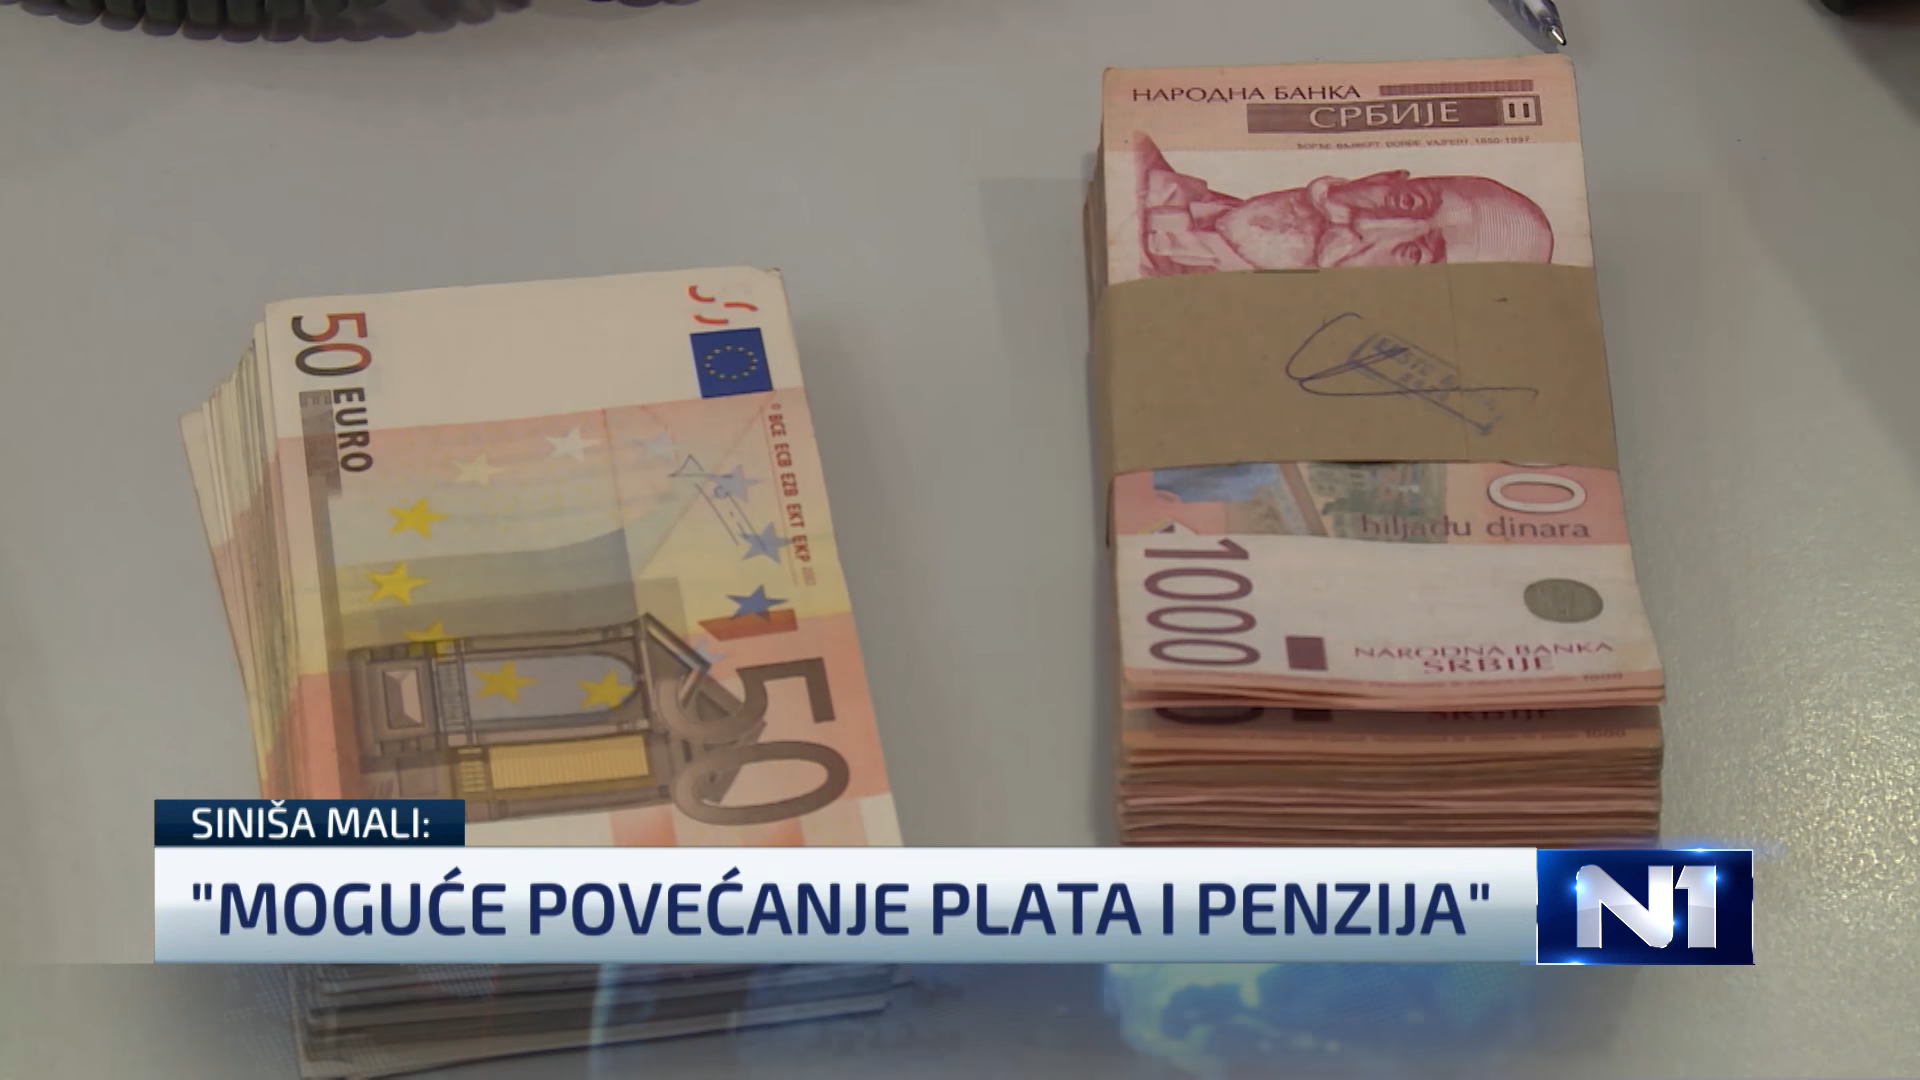 НАРОДНА БАНКА
СРБИЈЕ
50 EURO
© BCE ECB EZB EKT EKP
50
hiljadu dinara
1000
NARODNA BANKA
SRBIJE
SRBIJE
SINIŠA MALI:
"MOGUĆE POVEĆANJE PLATA I PENZIJA"
N1